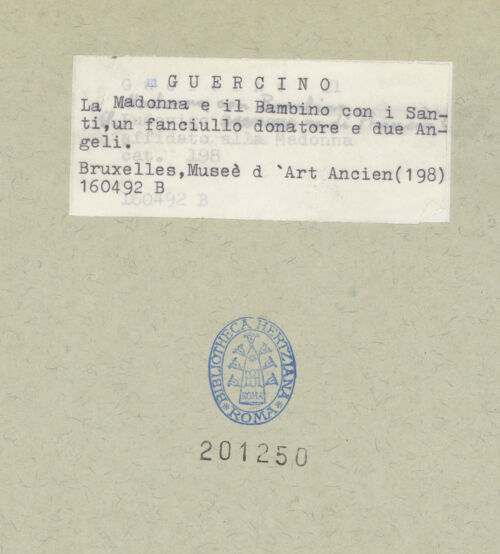 GUERCINO
La Madonna e il Bambino con i San-
ti,un fanciullo donatore e due An-
geli.
Bruxelles,Museè d `Art Ancien(198)
160492 B
BIBLIOTHECA HERTZIANA
ROMA
ROMA
201250